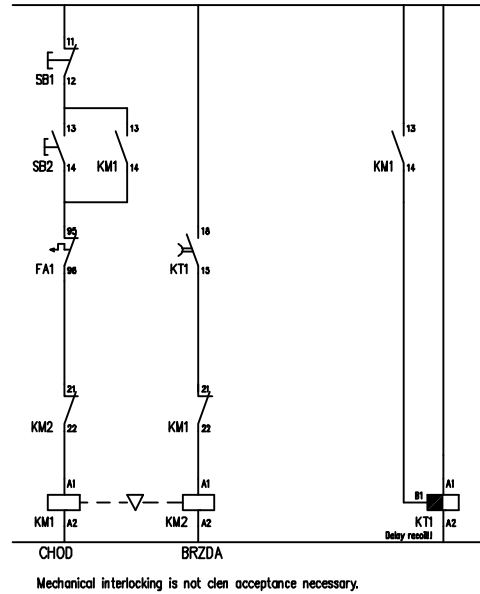 11
SB1
12
13
13
SB2
14
KM1
14
13
KM1
14
95
FA1
96
18
KT1
15
21
KM2
22
21
KM1
22
A1
KM1
A2
A1
KM2
A2
B1
A1
KT1
A2
Delay recoill
CHOD
BRZDA
Mechanical interlocking is not clen acceptance necessary.